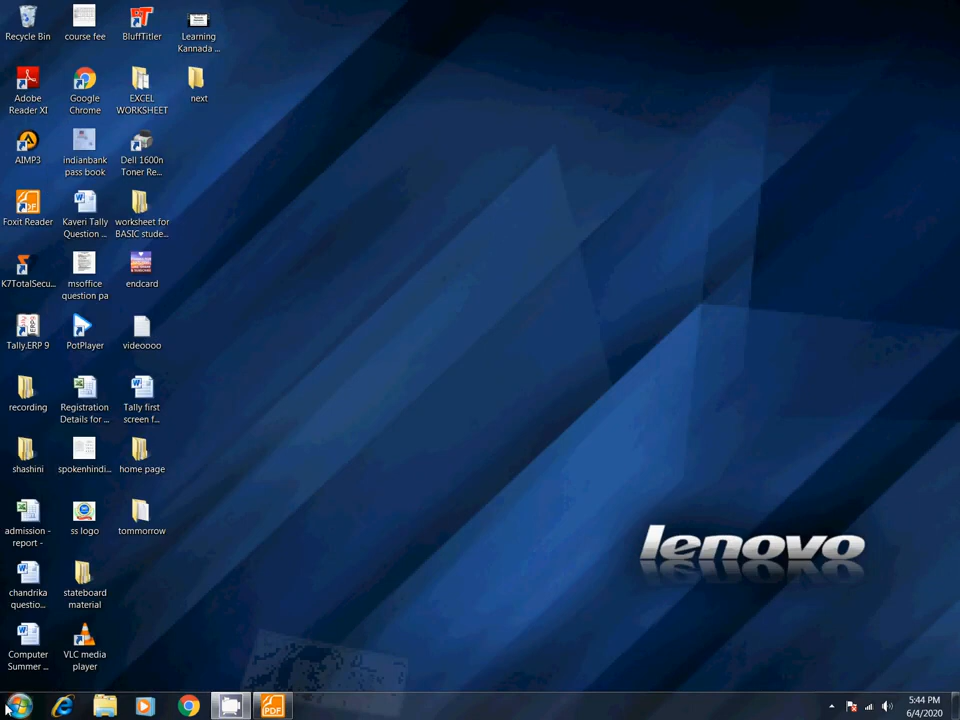 Recycle Bin
course fee
BluffTitler
Learning
Kannada ...
Adobe
Reader XI
Google
Chrome
EXCEL
WORKSHEET
next
AIMP3
indianbank
pass book
Dell 1600n
Toner Re...
Foxit Reader
Kaveri Tally
Question ...
worksheet for
BASIC stude...
K7TotalSecu...
msoffice
question pa
endcard
Tally.ERP 9
PotPlayer
videoooo
recording
Registration
Details for ...
Tally first
screen f...
shashini
spokenhindi...
home page
admission -
report -
ss logo
tommorrow
chandrika
questio...
stateboard
material
Computer
Summer ...
VLC media
player
lenovo
PDF
5:44 PM
6/4/2020